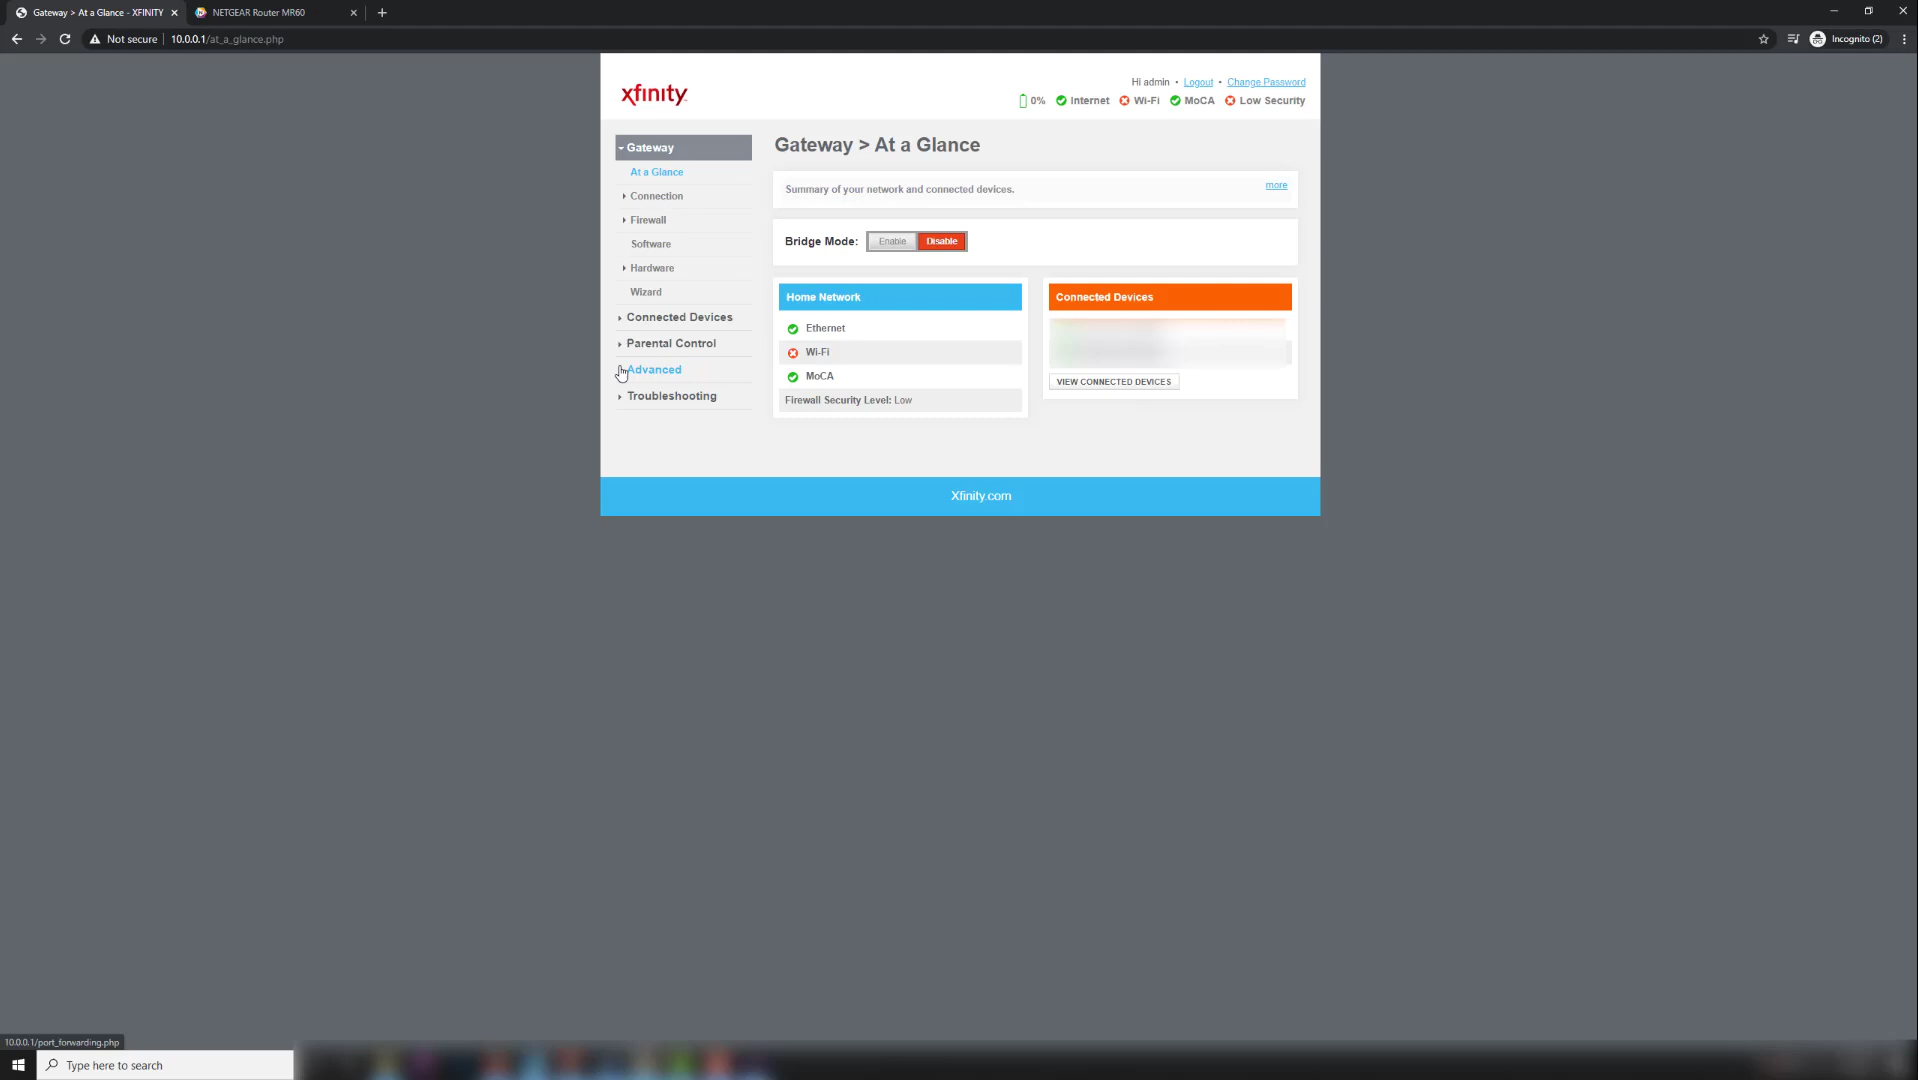 Gateway > At a Glance - XFINITY
NETGEAR Router MR60
Not secure
10.0.0.1/at_a_glance.php
Incognito (2)
xfinity
Hi admin • Logout • Change Password
0% Internet Wi-Fi MoCA Low Security
Gateway
At a Glance
Connection
Firewall
Software
Hardware
Wizard
Connected Devices
Parental Control
Advanced
Troubleshooting
Gateway > At a Glance
Summary of your network and connected devices.
more
Bridge Mode: Enable Disable
Home Network
Ethernet
Wi-Fi
MoCA
Firewall Security Level: Low
Connected Devices
VIEW CONNECTED DEVICES
Xfinity.com
10.0.0.1/port_forwarding.php
Type here to search